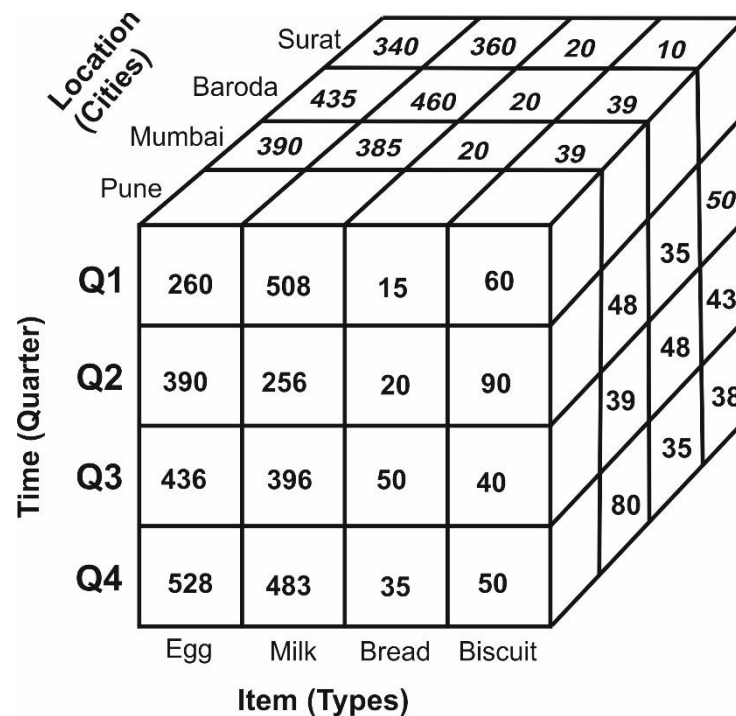 Location
(Cities)
Surat 340 360 20 10
Baroda 435 460 20 39
Mumbai 390 385 20 39
Pune
Time (Quarter)
Q1 260 508 15 60
Q2 390 256 20 90
Q3 436 396 50 40
Q4 528 483 35 50
48 35 50
39 48 43
80 35 38
Egg Milk Bread Biscuit
Item (Types)